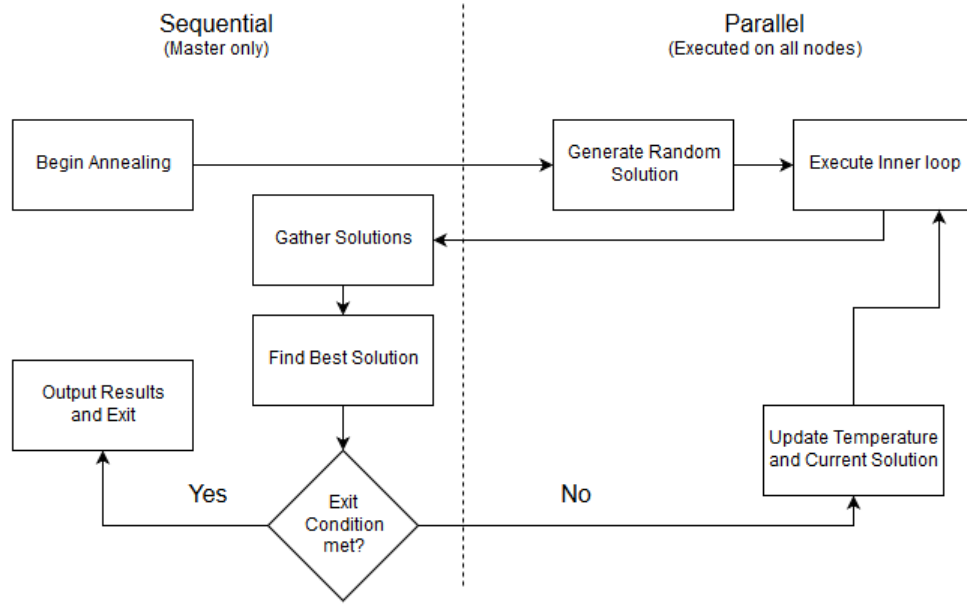 Sequential
(Master only)
Parallel
(Executed on all nodes)
Begin Annealing
Generate Random
Solution
Execute Inner loop
Gather Solutions
Find Best Solution
Output Results
and Exit
Update Temperature
and Current Solution
Yes
No
Exit
Condition
met?